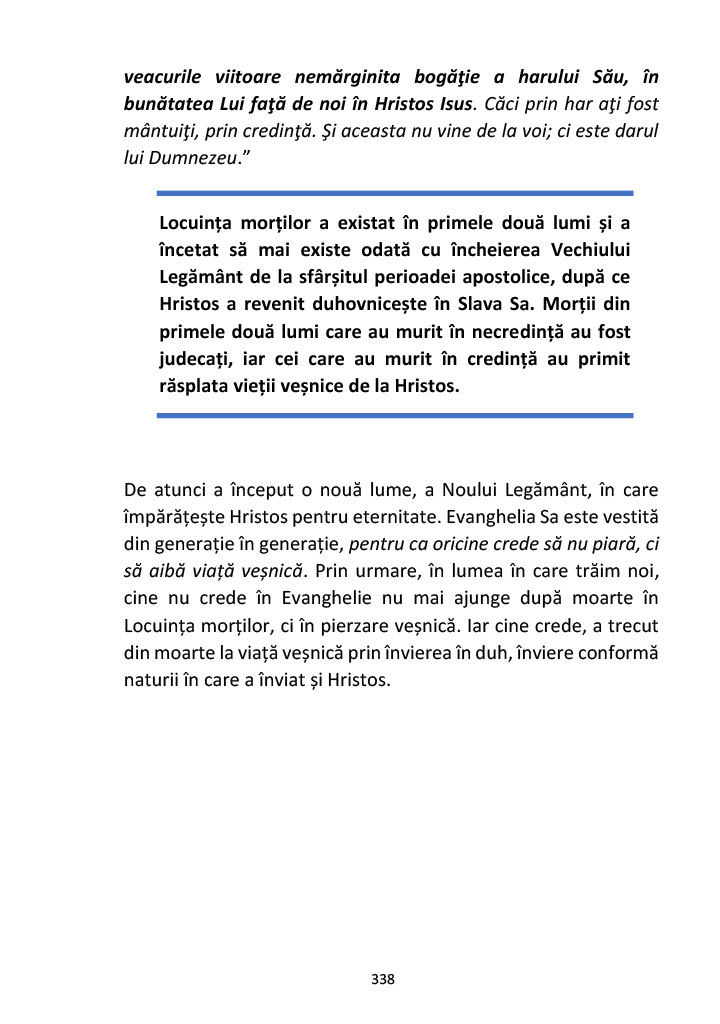 veacurile viitoare nemărginita bogăţie a harului Său, în
bunătatea Lui faţă de noi în Hristos Isus. Căci prin har aţi fost
mântuiţi, prin credinţă. Şi aceasta nu vine de la voi; ci este darul
lui Dumnezeu.”
Locuința morților a existat în primele două lumi și a
încetat să mai existe odată cu încheierea Vechiului
Legământ de la sfârșitul perioadei apostolice, după ce
Hristos a revenit duhovnicește în Slava Sa. Morții din
primele două lumi care au murit în necredință au fost
judecați, iar cei care au murit în credință au primit
răsplata vieții veșnice de la Hristos.
De atunci a început o nouă lume, a Noului Legământ, în care
împărățește Hristos pentru eternitate. Evanghelia Sa este vestită
din generație în generație, pentru ca oricine crede să nu piară, ci
să aibă viață veșnică. Prin urmare, în lumea în care trăim noi,
cine nu crede în Evanghelie nu mai ajunge după moarte în
Locuința morților, ci în pierzare veșnică. Iar cine crede, a trecut
din moarte la viață veșnică prin învierea în duh, înviere conformă
naturii în care a înviat și Hristos.
338